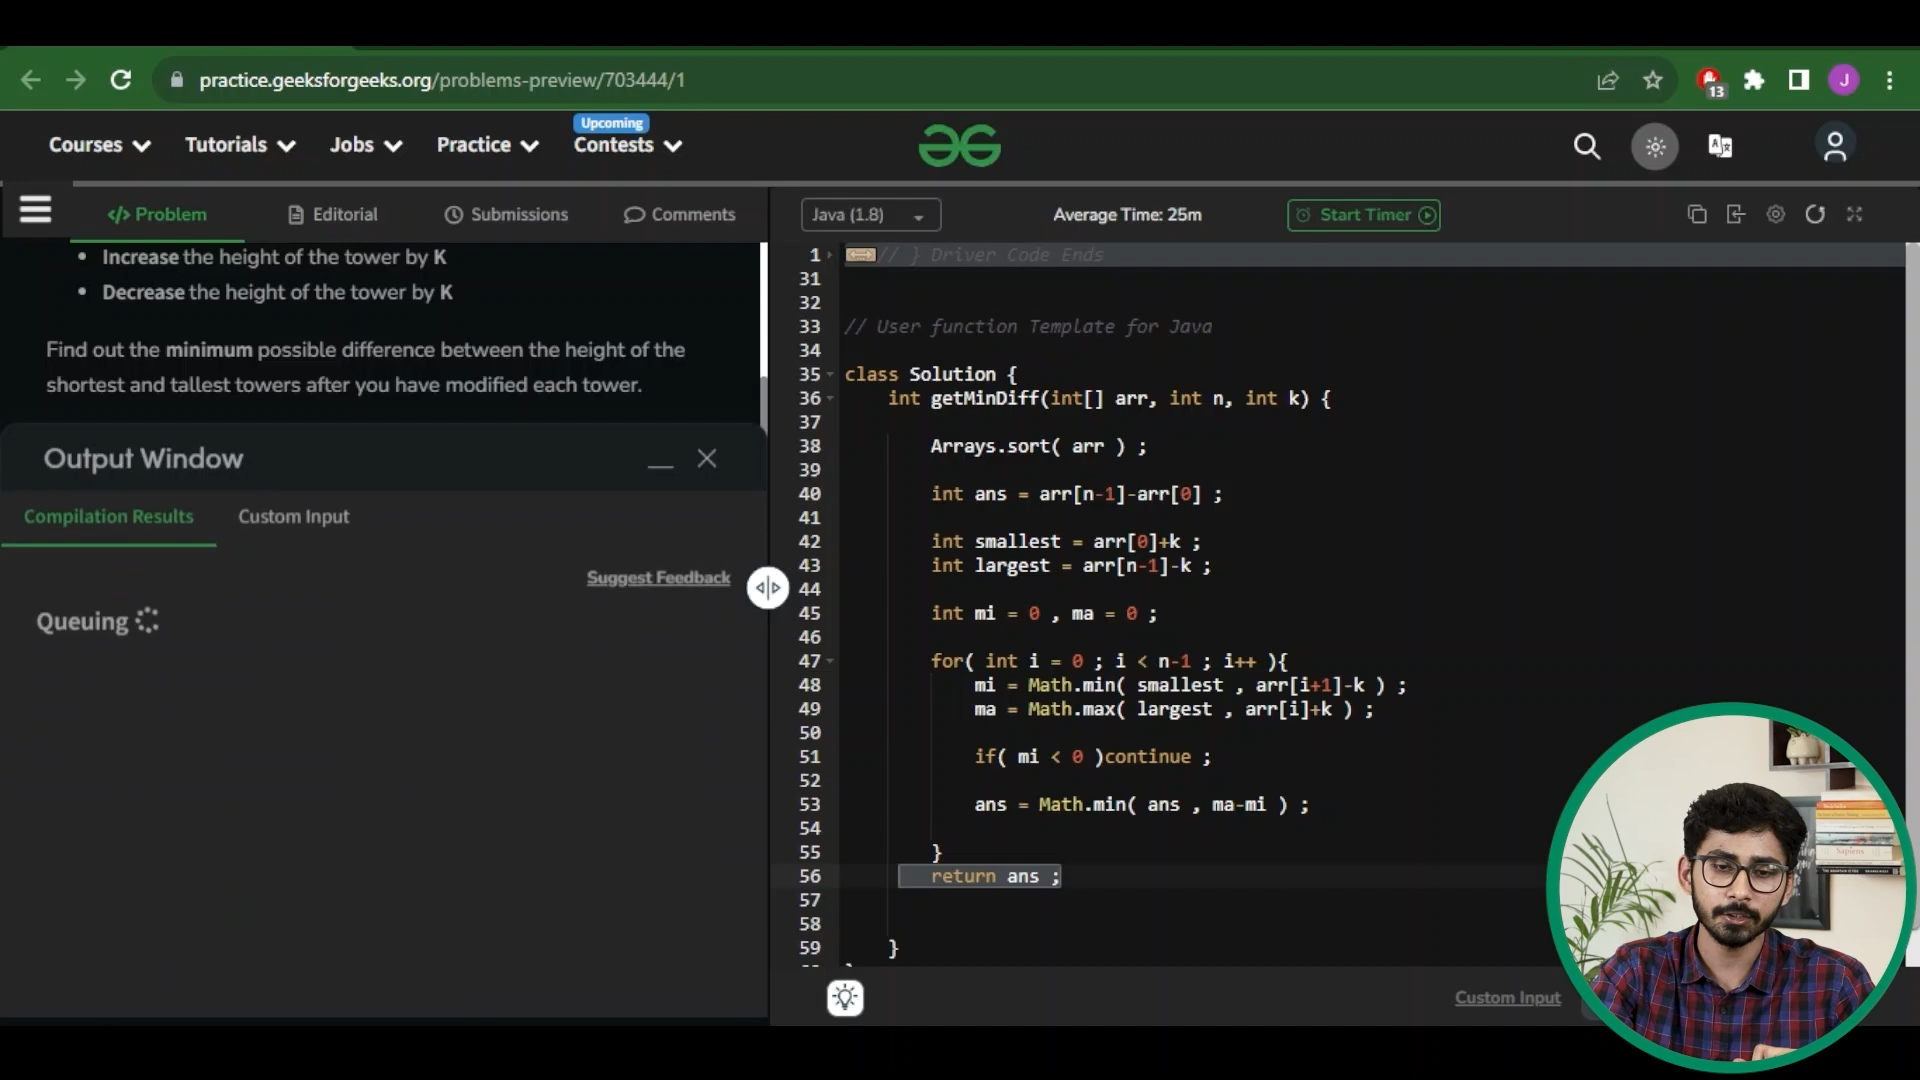 practice.geeksforgeeks.org/problems-preview/703444/1
13
J
Courses
Tutorials
Jobs
Practice
Upcoming
Contests
</> Problem
Editorial
Submissions
Comments
Java (1.8)
Average Time: 25m
Start Timer
Increase the height of the tower by K
Decrease the height of the tower by K
Find out the minimum possible difference between the height of the
shortest and tallest towers after you have modified each tower.
Output Window
Compilation Results
Custom Input
Suggest Feedback
Queuing
1 // } Driver Code Ends
31
32
33 // User function Template for Java
34
35 class Solution {
36 int getMinDiff(int[] arr, int n, int k) {
37
38 Arrays.sort( arr ) ;
39
40 int ans = arr[n-1]-arr[0] ;
41
42 int smallest = arr[0]+k ;
43 int largest = arr[n-1]-k ;
44
45 int mi = 0 , ma = 0 ;
46
47 for( int i = 0 ; i < n-1 ; i++ ){
48 mi = Math.min( smallest , arr[i+1]-k ) ;
49 ma = Math.max( largest , arr[i]+k ) ;
50
51 if( mi < 0 )continue ;
52
53 ans = Math.min( ans , ma-mi ) ;
54
55 }
56 return ans ;
57
58
59 }
Custom Input
Sapiens